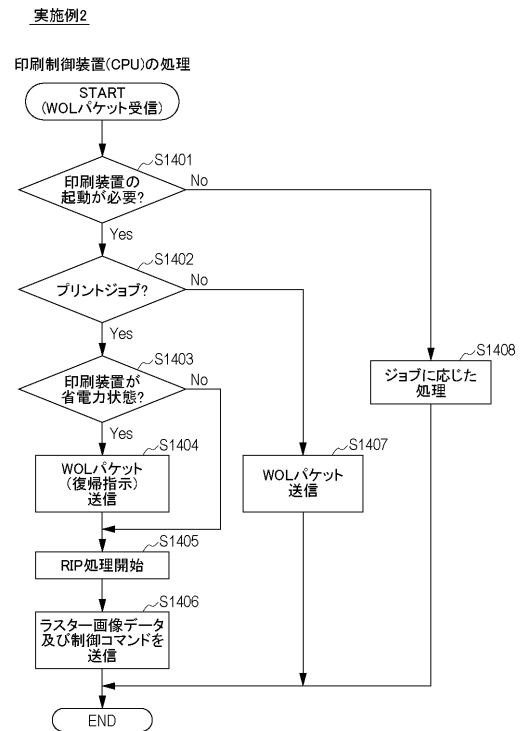 実施例2
印刷制御装置(CPU)の処理
START
(WOLパケット受信)
S1401
印刷装置の
起動が必要?
No
Yes
S1402
プリントジョブ?
No
Yes
S1403
印刷装置が
省電力状態?
No
Yes
S1408
ジョブに応じた
処理
S1404
WOLパケット
(復帰指示)
送信
S1407
WOLパケット
送信
S1405
RIP処理開始
S1406
ラスター画像データ
及び制御コマンドを
送信
END